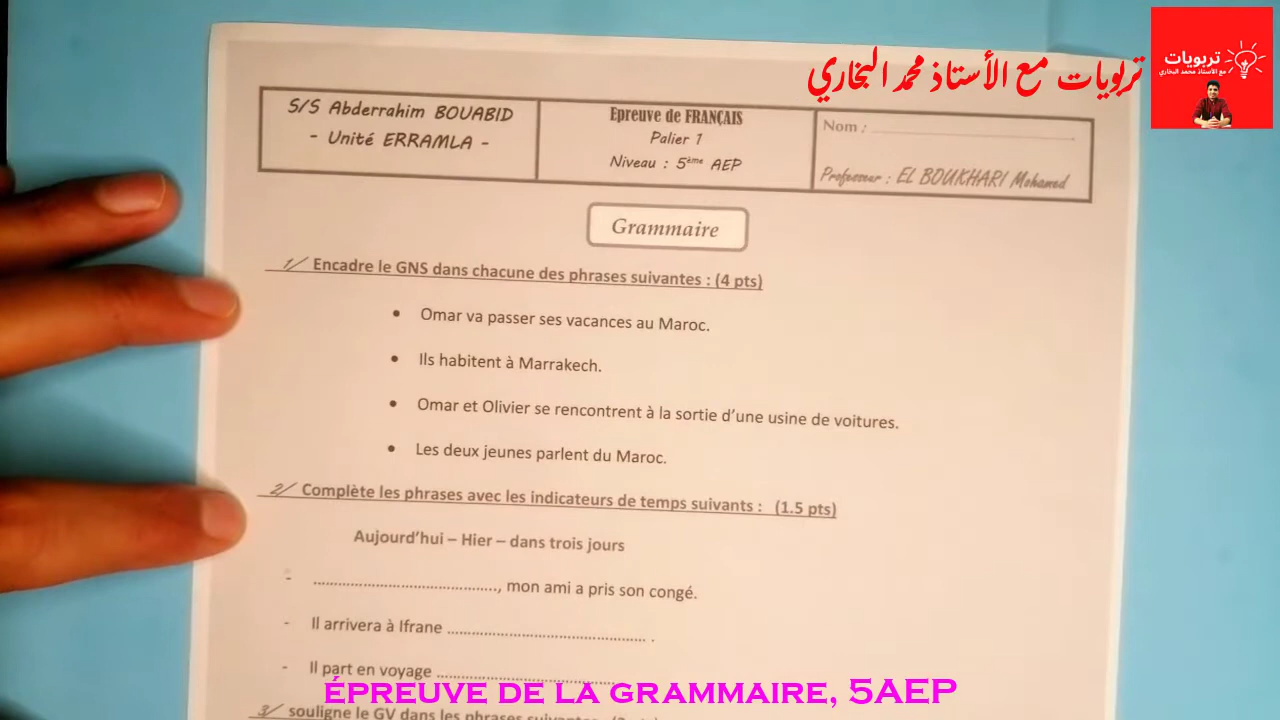 تربويات مع الأستاذ محمد البخاري
تربويات
مع الأستاذ محمد البخاري
S/S Abderrahim BOUABID
- Unité ERRAMLA -
Epreuve de FRANÇAIS
Palier 1
Niveau : 5ème AEP
Nom :
Professeur : EL BOUKHARI Mohamed
Grammaire
1/ Encadre le GNS dans chacune des phrases suivantes : (4 pts)
• Omar va passer ses vacances au Maroc.
• Ils habitent à Marrakech.
• Omar et Olivier se rencontrent à la sortie d’une usine de voitures.
• Les deux jeunes parlent du Maroc.
2/ Complète les phrases avec les indicateurs de temps suivants : (1.5 pts)
Aujourd’hui – Hier – dans trois jours
- ............................................, mon ami a pris son congé.
- Il arrivera à Ifrane ................................................ .
- Il part en voyage ............................................
ÉPREUVE DE LA GRAMMAIRE, 5AEP
3/ souligne le GV dans les phrases suivantes